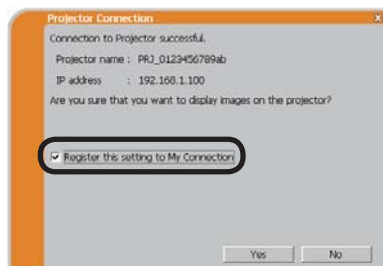 Projector Connection
x
Connection to Projector successful.
Projector name : PRJ_0123456789ab
IP address : 192.168.1.100
Are you sure that you want to display images on the projector?
Register this setting to My Connection
Yes No